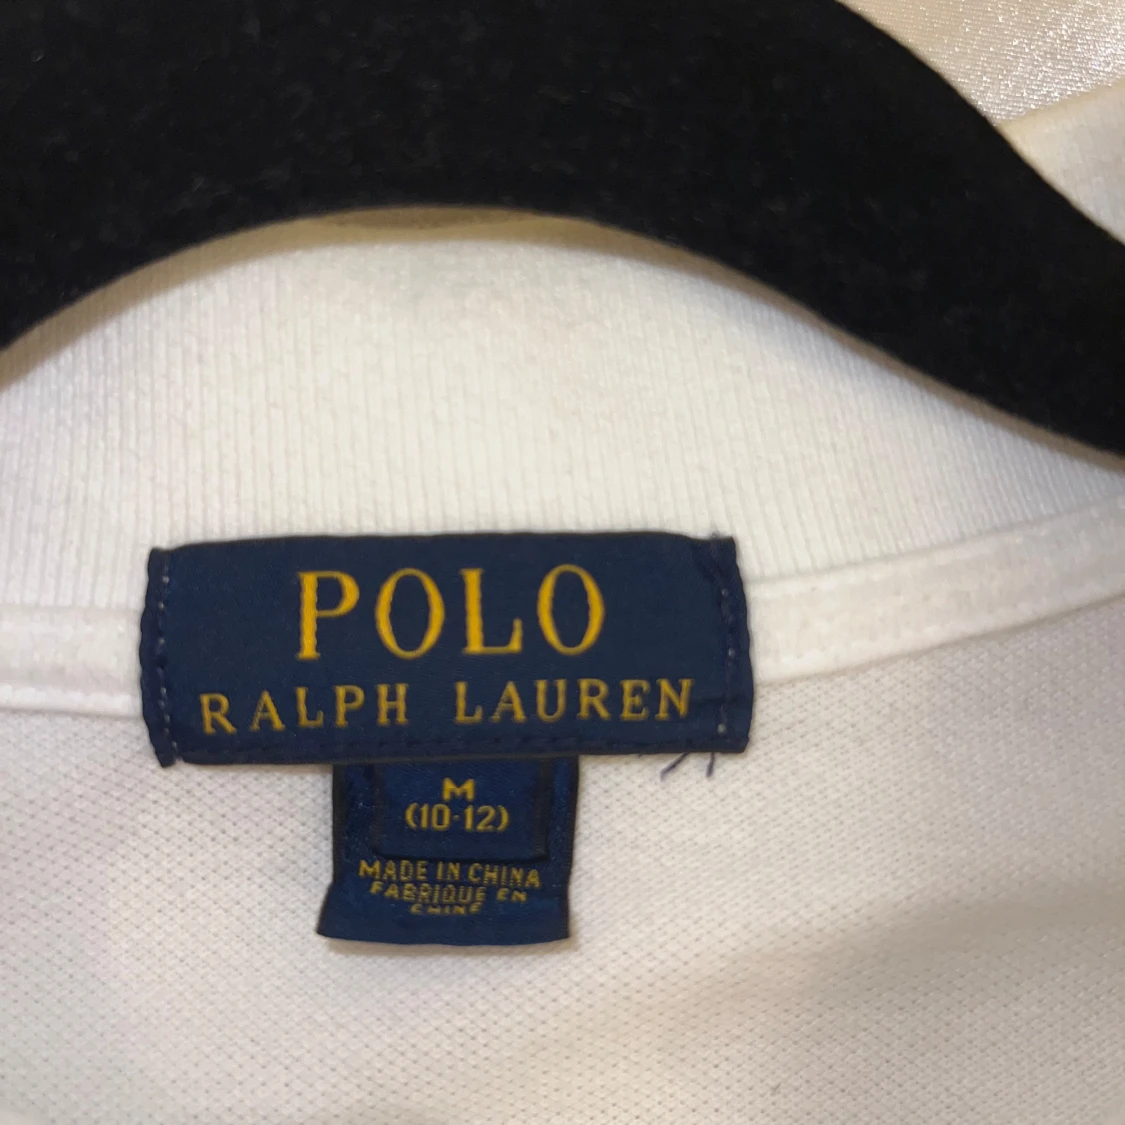 POLO
RALPH LAUREN
M
(10-12)
MADE IN CHINA
FABRIQUE EN
CHINE